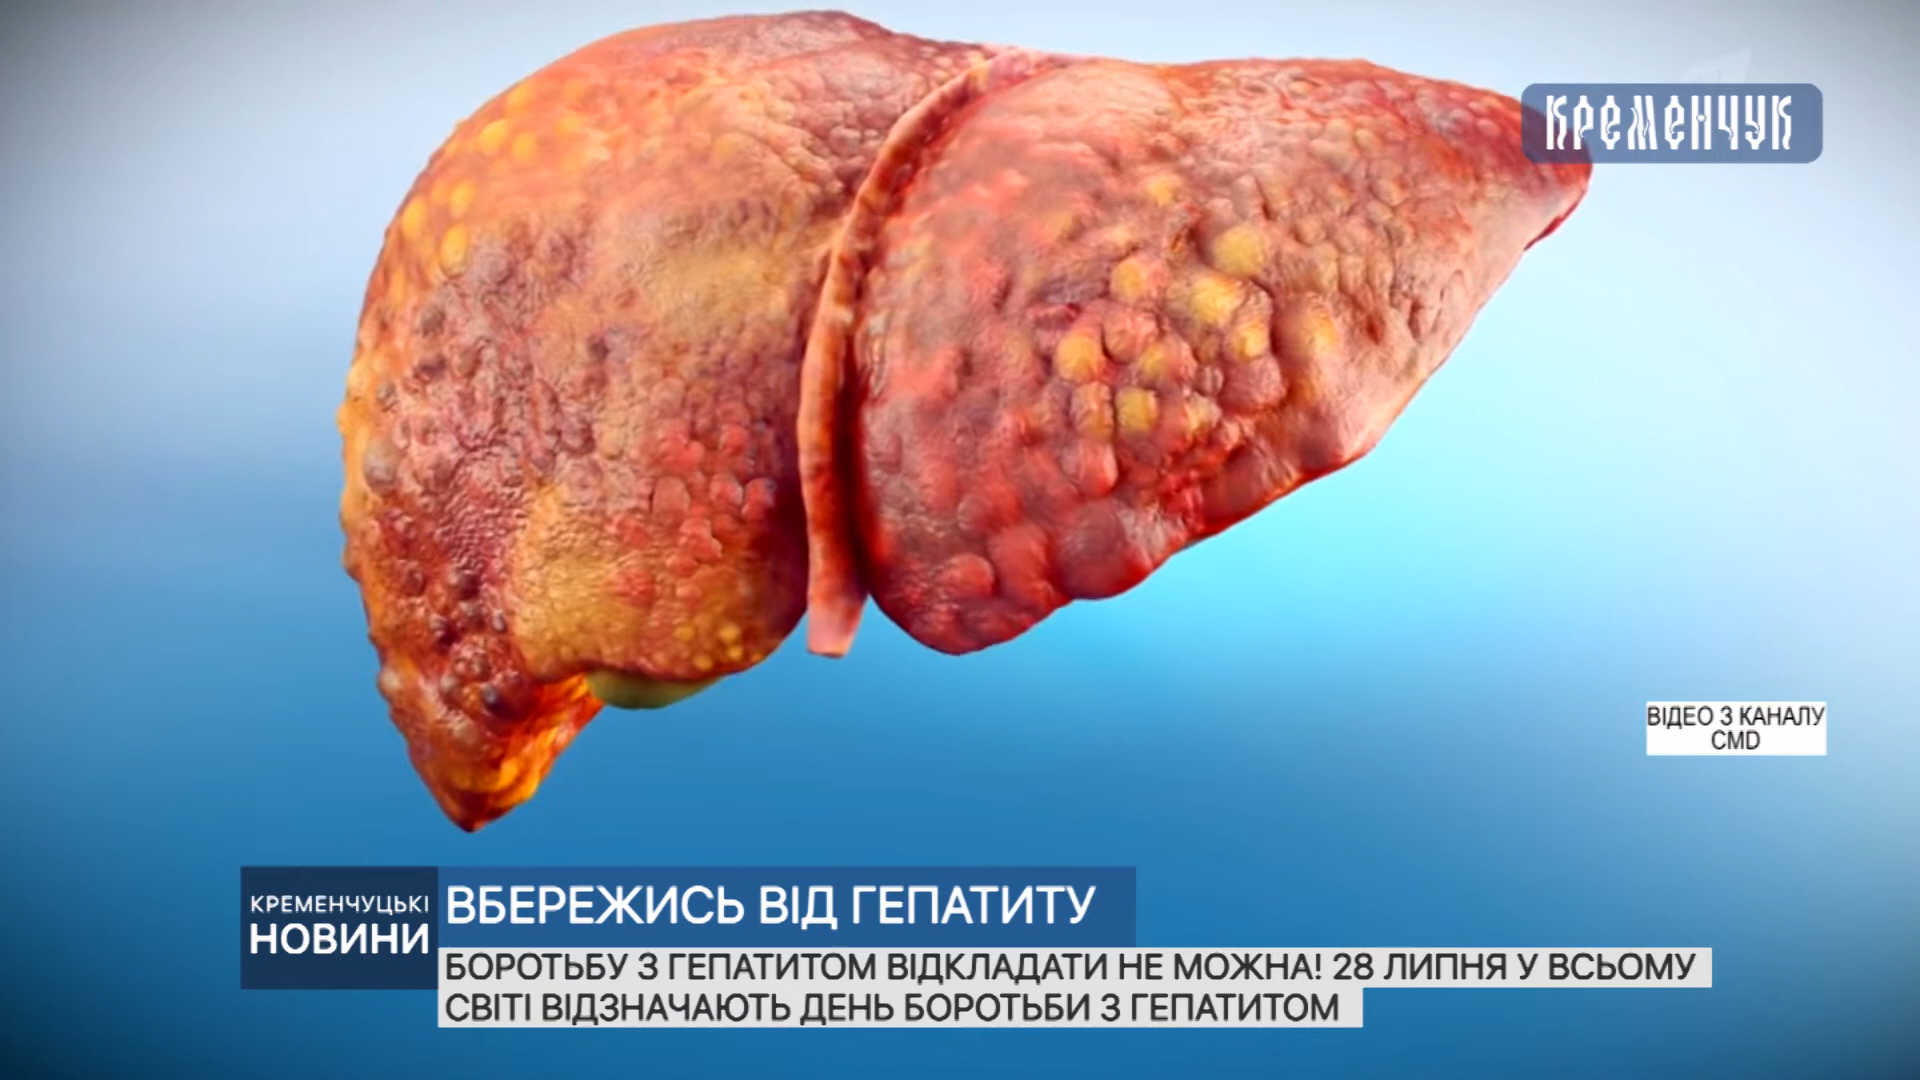 КРЕМЕНЧУК
ВІДЕО З КАНАЛУ
CMD
КРЕМЕНЧУЦЬКІ
НОВИНИ
ВБЕРЕЖИСЬ ВІД ГЕПАТИТУ
БОРОТЬБУ З ГЕПАТИТОМ ВІДКЛАДАТИ НЕ МОЖНА! 28 ЛИПНЯ У ВСЬОМУ
СВІТІ ВІДЗНАЧАЮТЬ ДЕНЬ БОРОТЬБИ З ГЕПАТИТОМ